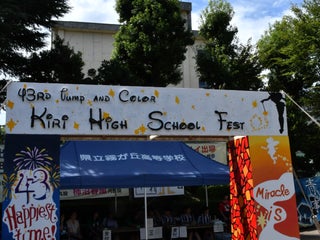 43RD JUMP AND COLOR
KIRI HIGH SCHOOL FEST
県立霧が丘高等学校
43
HAPPIEST
time!
Miracle
is